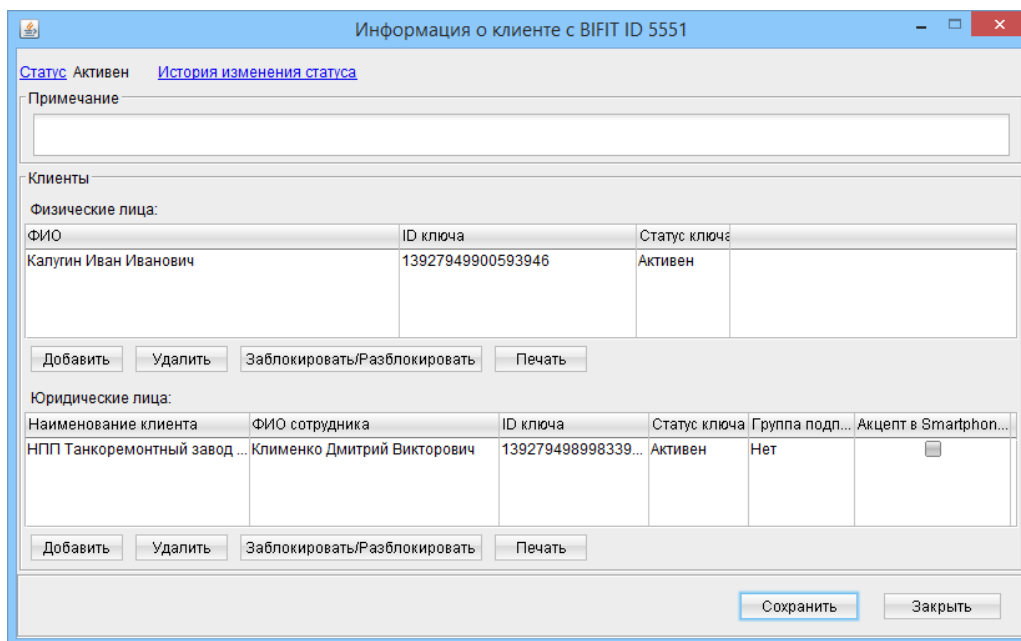 Информация о клиенте с BIFIT ID 5551
Статус Активен История изменения статуса
Примечание
Клиенты
Физические лица:
ФИО ID ключа Статус ключа
Калугин Иван Иванович 13927949900593946 Активен
Добавить Удалить Заблокировать/Разблокировать Печать
Юридические лица:
Наименование клиента ФИО сотрудника ID ключа Статус ключа Группа подп... Акцепт в Smartphon...
НПП Танкоремонтный завод ... Клименко Дмитрий Викторович 139279498998339... Активен Нет
Добавить Удалить Заблокировать/Разблокировать Печать
Сохранить Закрыть